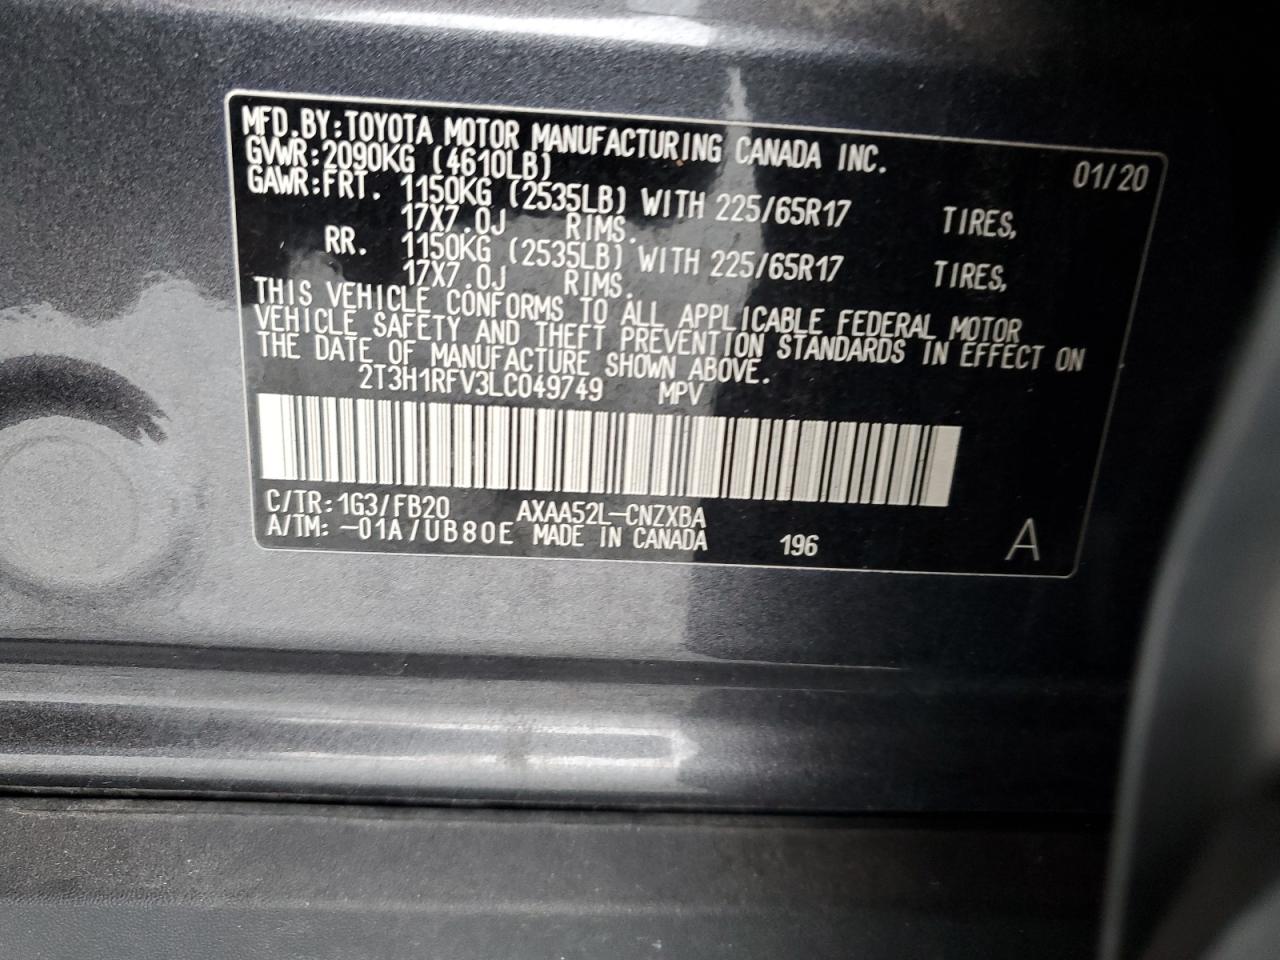 MFD.BY:TOYOTA MOTOR MANUFACTURING CANADA INC. 01/20
GVWR:2090KG (4610LB)
GAWR:FRT. 1150KG (2535LB) WITH 225/65R17 TIRES,
17X7.0J RIMS.
RR. 1150KG (2535LB) WITH 225/65R17 TIRES,
17X7.0J RIMS.
THIS VEHICLE CONFORMS TO ALL APPLICABLE FEDERAL MOTOR
VEHICLE SAFETY AND THEFT PREVENTION STANDARDS IN EFFECT ON
THE DATE OF MANUFACTURE SHOWN ABOVE.
2T3H1RFV3LC049749 MPV
C/TR:1G3/FB20 AXAA52L-CNZXBA
A/TM:-01A/UB80E MADE IN CANADA 196 A